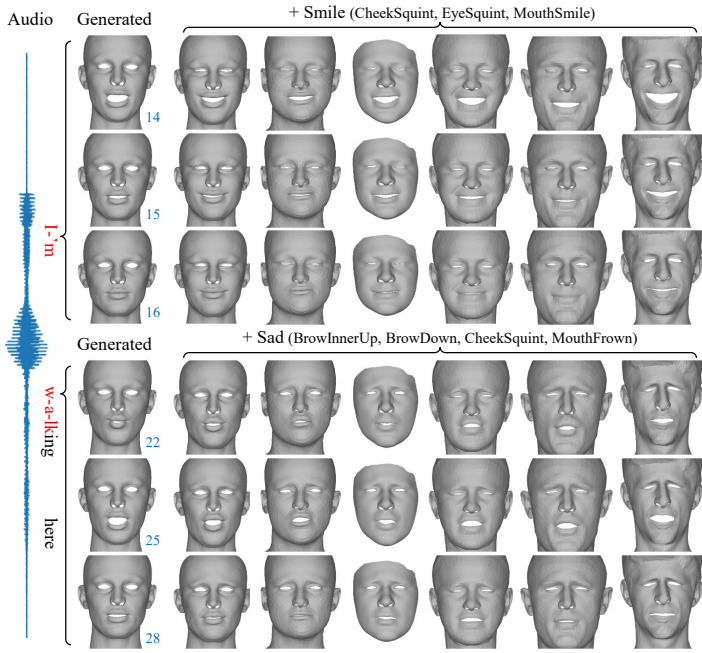 Audio
Generated
+ Smile (CheekSquint, EyeSquint, MouthSmile)
14
15
16
I-'m
Generated
+ Sad (BrowInnerUp, BrowDown, CheekSquint, MouthFrown)
22
25
28
w-a-lking
here